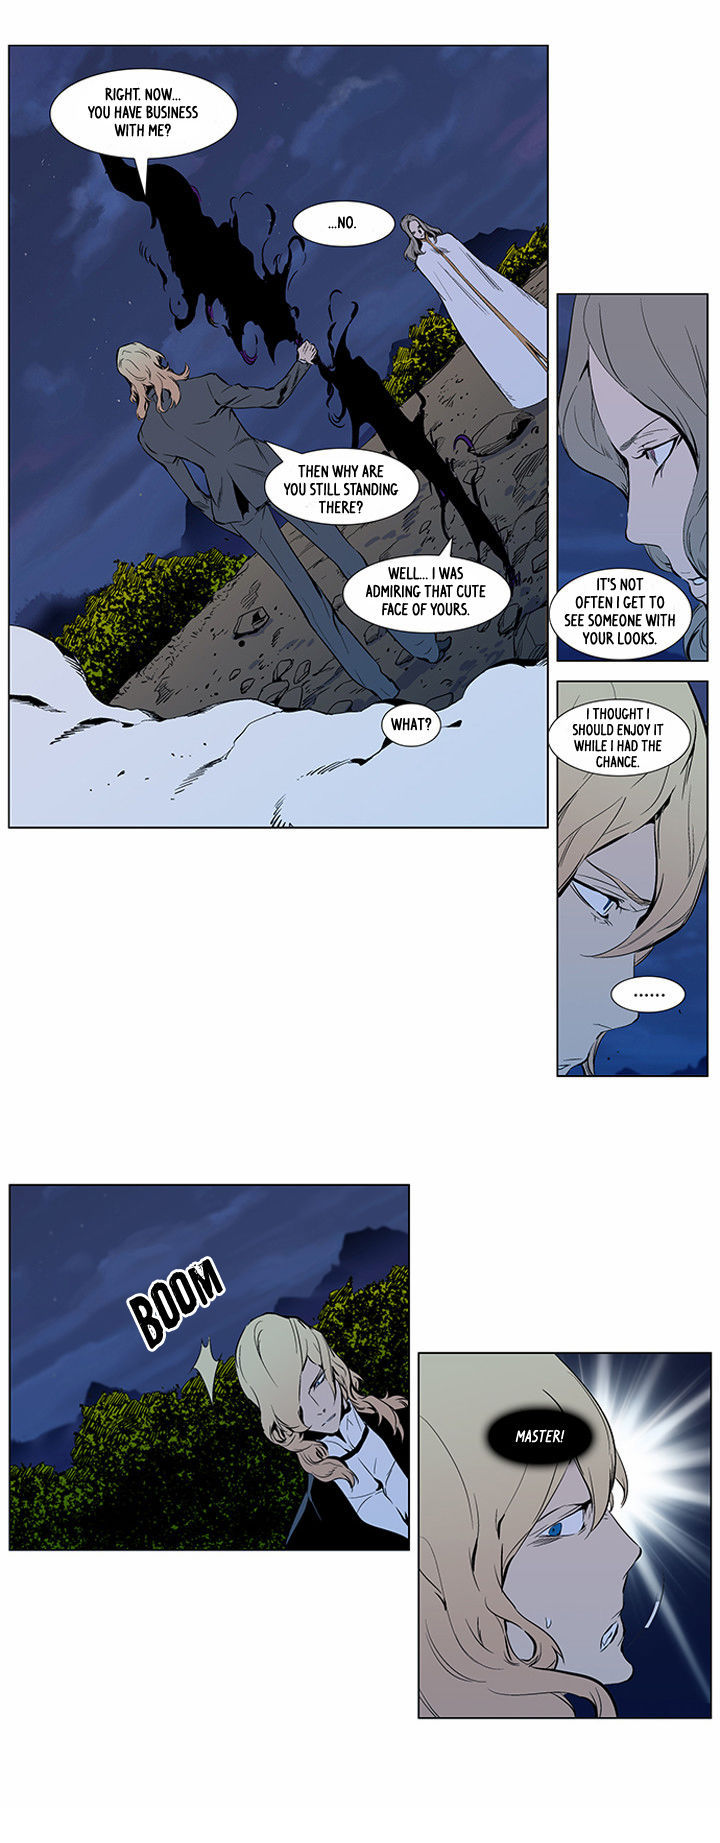 RIGHT. NOW...
YOU HAVE BUSINESS
WITH ME?
...NO.
THEN WHY ARE
YOU STILL STANDING
THERE?
WELL... I WAS
ADMIRING THAT CUTE
FACE OF YOURS.
WHAT?
IT'S NOT
OFTEN I GET TO
SEE SOMEONE WITH
YOUR LOOKS.
I THOUGHT I
SHOULD ENJOY IT
WHILE I HAD THE
CHANCE.
......
BOOM
MASTER!